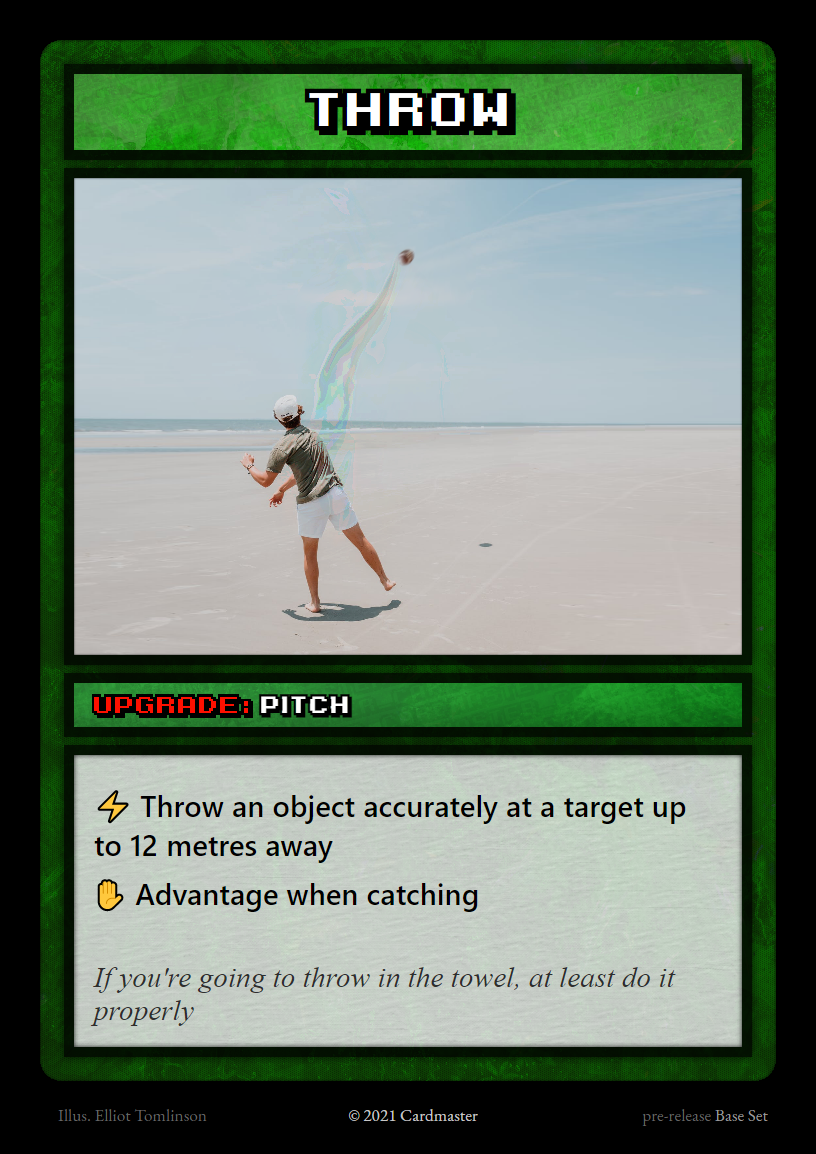 THROW
UPGRADE: PITCH
⚡ Throw an object accurately at a target up
to 12 metres away
✋ Advantage when catching
If you're going to throw in the towel, at least do it
properly
Illus. Elliot Tomlinson © 2021 Cardmaster pre-release Base Set